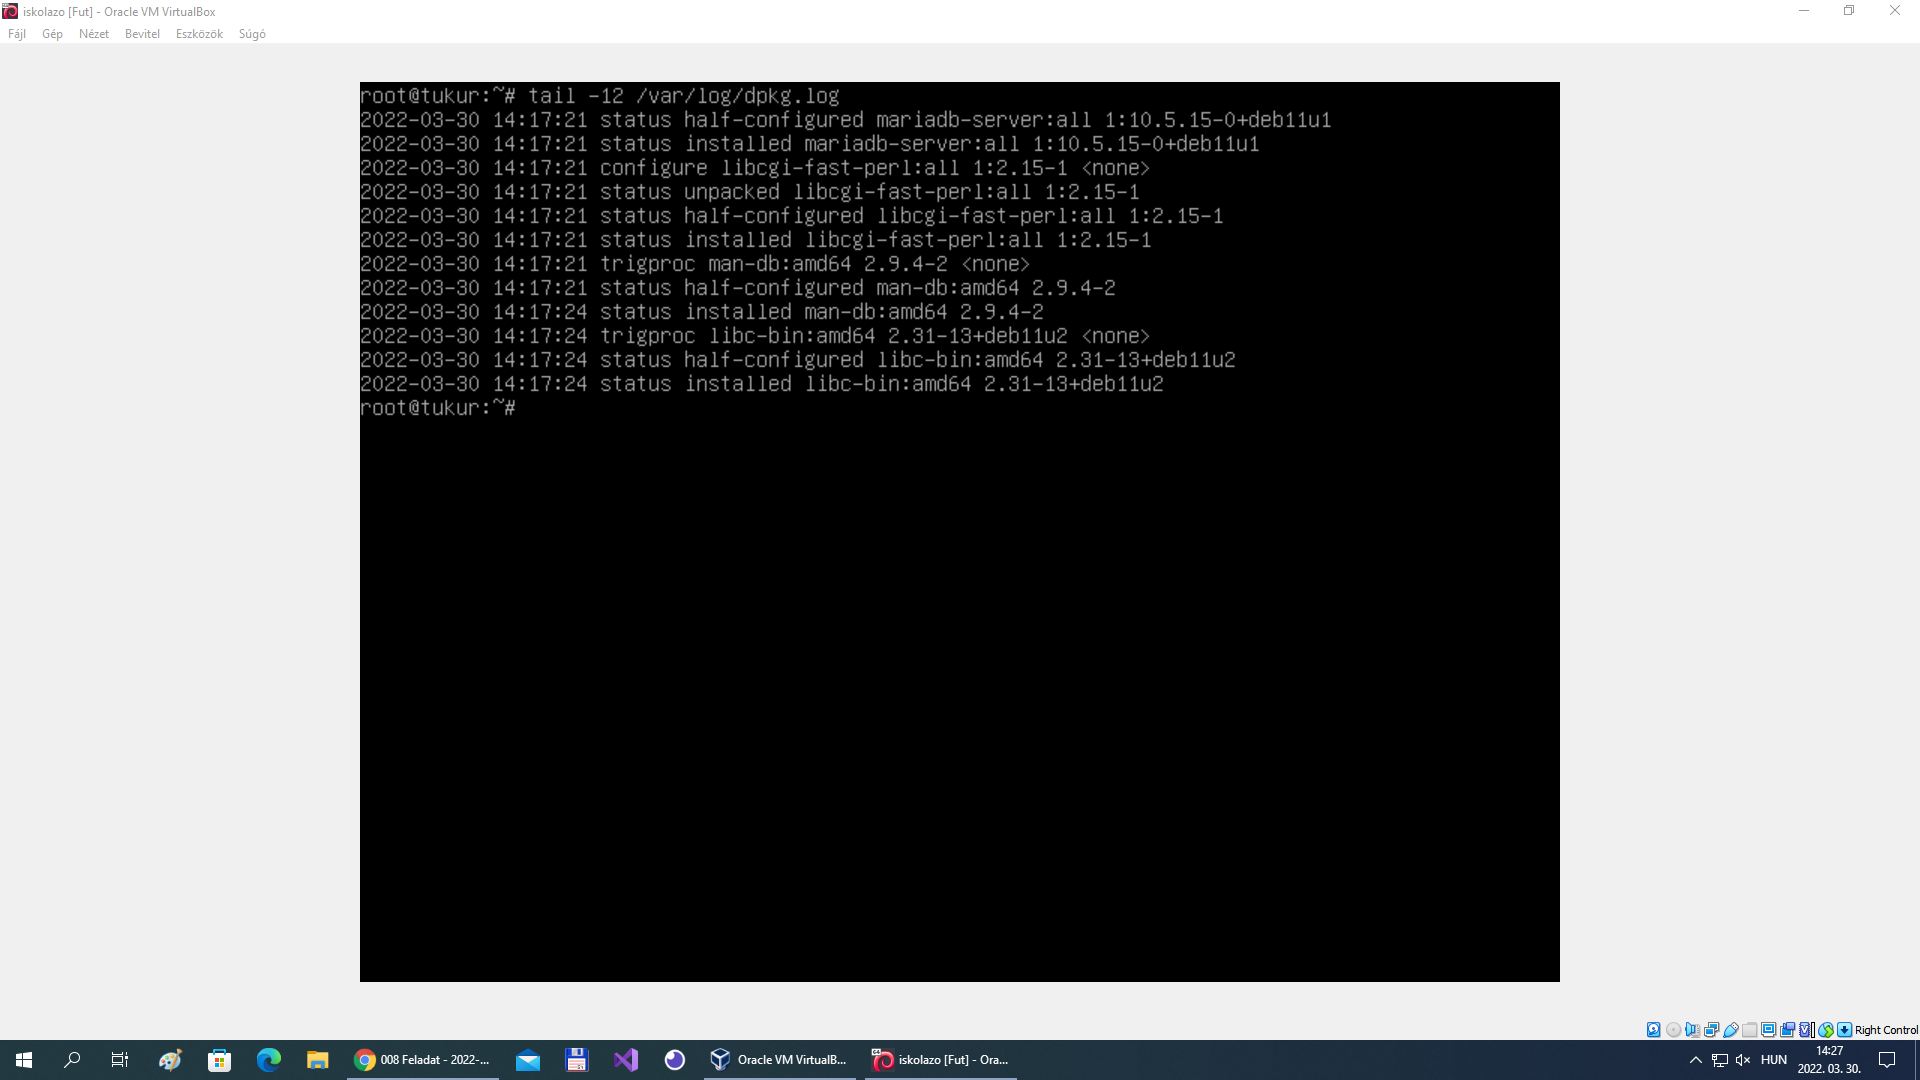 iskolazo [Fut] - Oracle VM VirtualBox
Fájl Gép Nézet Bevitel Eszközök Súgó
root@tukur:~# tail -12 /var/log/dpkg.log
2022-03-30 14:17:21 status half-configured mariadb-server:all 1:10.5.15-0+deb11u1
2022-03-30 14:17:21 status installed mariadb-server:all 1:10.5.15-0+deb11u1
2022-03-30 14:17:21 configure libcgi-fast-perl:all 1:2.15-1 <none>
2022-03-30 14:17:21 status unpacked libcgi-fast-perl:all 1:2.15-1
2022-03-30 14:17:21 status half-configured libcgi-fast-perl:all 1:2.15-1
2022-03-30 14:17:21 status installed libcgi-fast-perl:all 1:2.15-1
2022-03-30 14:17:21 trigproc man-db:amd64 2.9.4-2 <none>
2022-03-30 14:17:21 status half-configured man-db:amd64 2.9.4-2
2022-03-30 14:17:24 status installed man-db:amd64 2.9.4-2
2022-03-30 14:17:24 trigproc libc-bin:amd64 2.31-13+deb11u2 <none>
2022-03-30 14:17:24 status half-configured libc-bin:amd64 2.31-13+deb11u2
2022-03-30 14:17:24 status installed libc-bin:amd64 2.31-13+deb11u2
root@tukur:~#
Right Control
008 Feladat - 2022-... Oracle VM VirtualB... iskolazo [Fut] - Ora... HUN 14:27
2022. 03. 30.